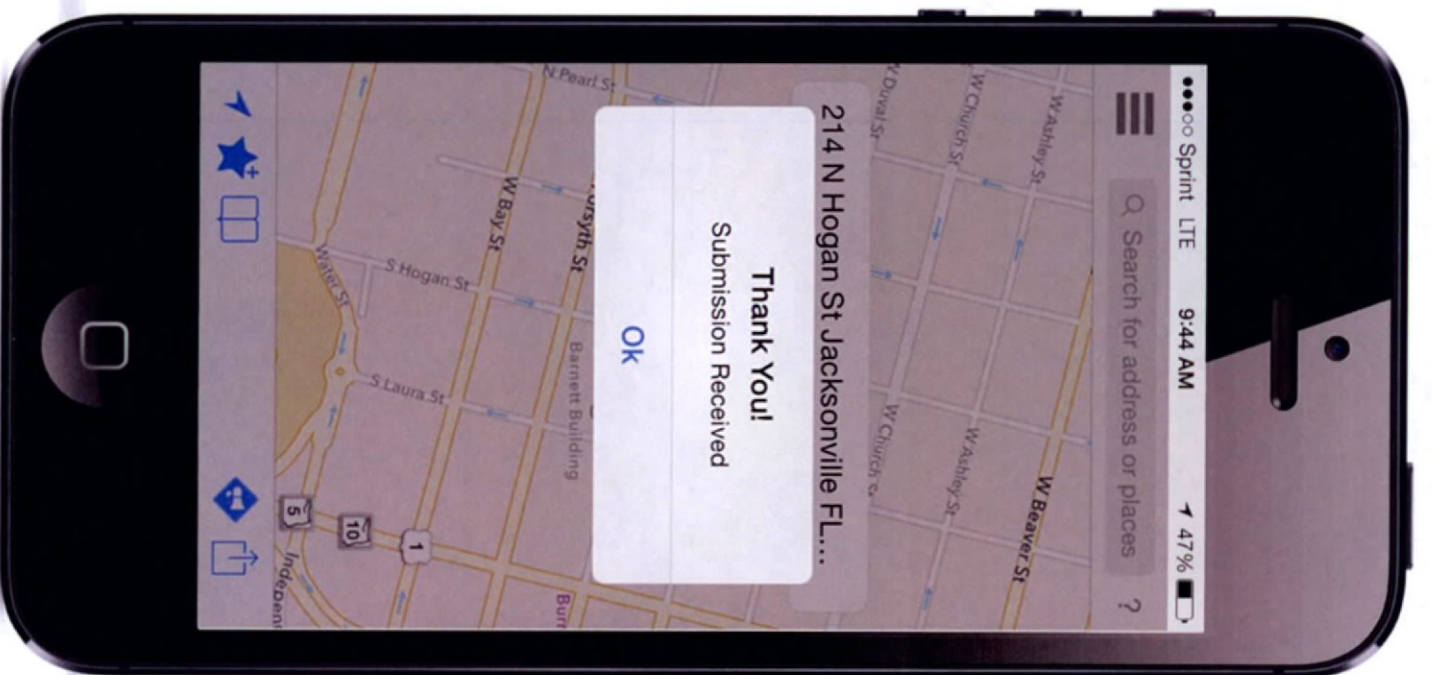 ●●●○○ Sprint LTE 9:44 AM 47%
Search for address or places ?
W Beaver St
W Ashley St
W Ashley St
W Church St
W Church
W Duval St
214 N Hogan St Jacksonville FL...
Thank You!
Submission Received
Ok
N Pearl St
Forsyth St
Barnett Building
W Bay St
S Hogan St
S Laura St
Water St
1
10
5